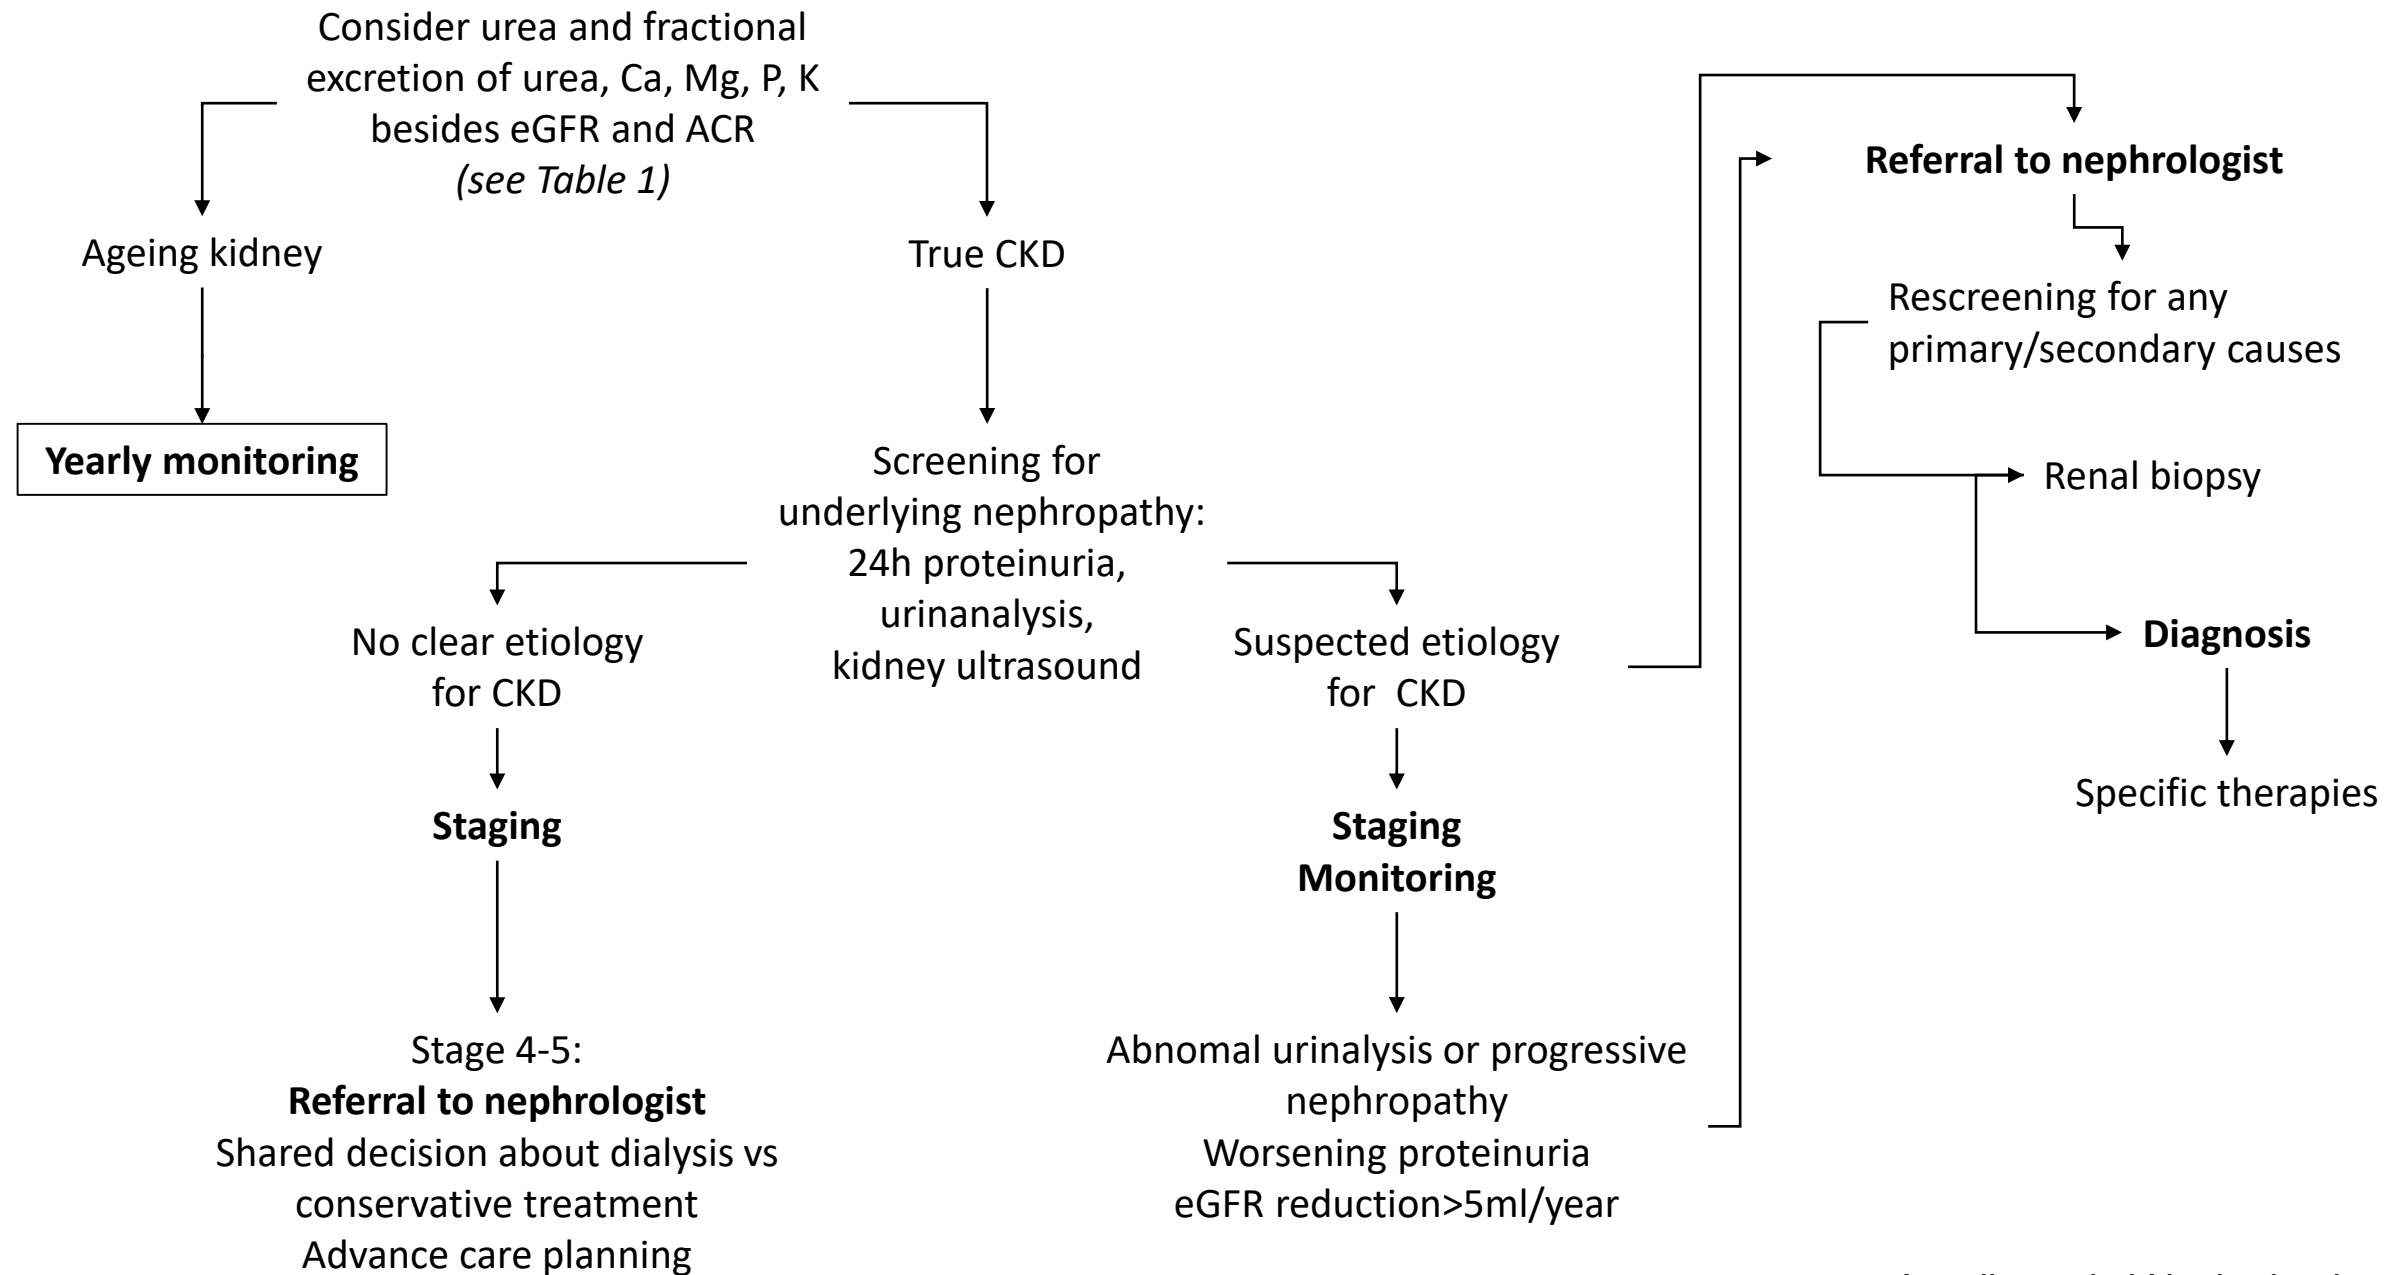 Consider urea and fractional
excretion of urea, Ca, Mg, P, K
besides eGFR and ACR
(see Table 1)
Ageing kidney
Yearly monitoring
True CKD
Screening for
underlying nephropathy:
24h proteinuria,
urinanalysis,
kidney ultrasound
No clear etiology
for CKD
Staging
Stage 4-5:
Referral to nephrologist
Shared decision about dialysis vs
conservative treatment
Advance care planning
Suspected etiology
for CKD
Staging
Monitoring
Abnomal urinalysis or progressive
nephropathy
Worsening proteinuria
eGFR reduction>5ml/year
Referral to nephrologist
Rescreening for any
primary/secondary causes
Renal biopsy
Diagnosis
Specific therapies